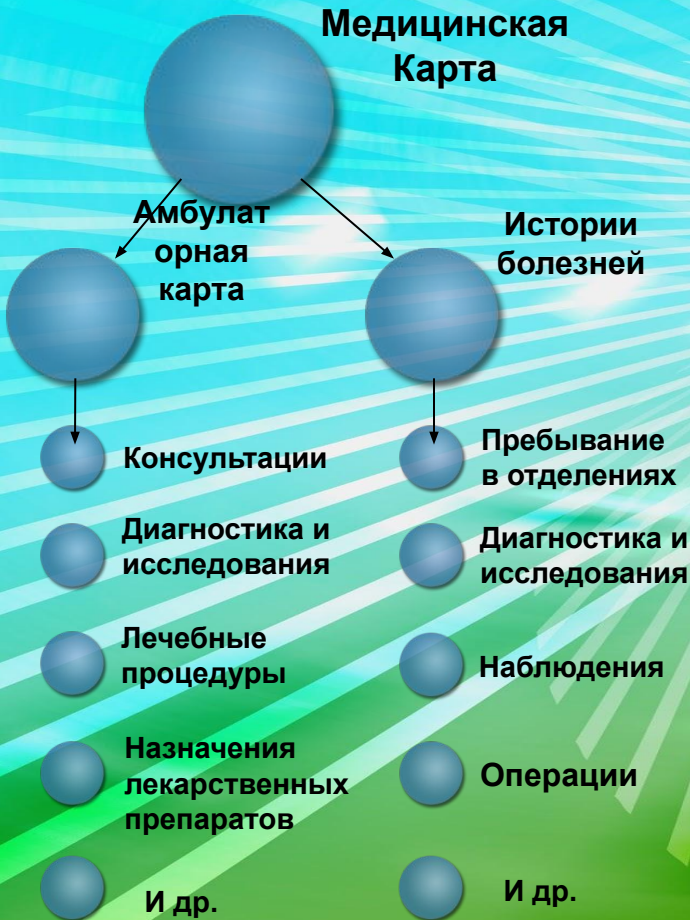 Медицинская
Карта
Амбулат
орная
карта
Истории
болезней
Консультации
Диагностика и
исследования
Лечебные
процедуры
Назначения
лекарственных
препаратов
И др.
Пребывание
в отделениях
Диагностика и
исследования
Наблюдения
Операции
И др.